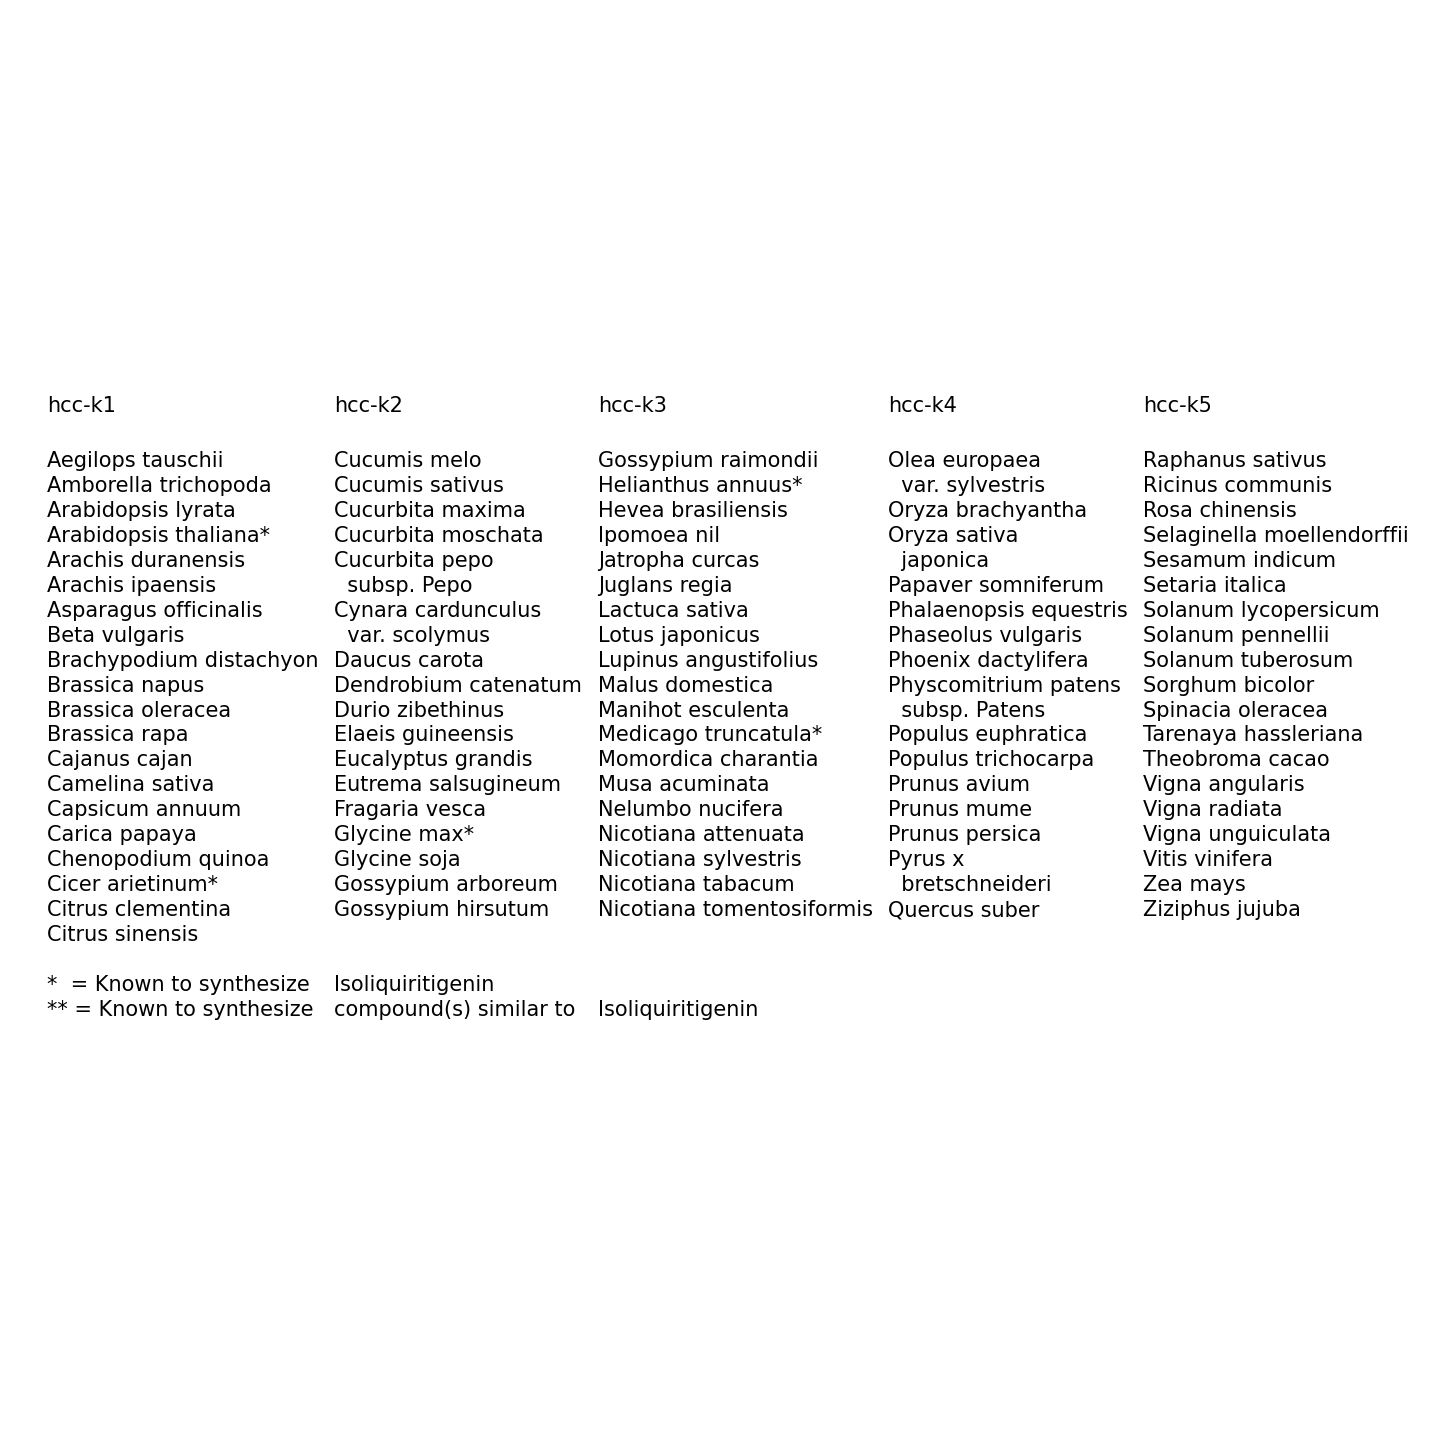 hcc-k1 hcc-k2 hcc-k3 hcc-k4 hcc-k5
Aegilops tauschii Cucumis melo Gossypium raimondii Olea europaea Raphanus sativus
Amborella trichopoda Cucumis sativus Helianthus annuus* var. sylvestris Ricinus communis
Arabidopsis lyrata Cucurbita maxima Hevea brasiliensis Oryza brachyantha Rosa chinensis
Arabidopsis thaliana* Cucurbita moschata Ipomoea nil Oryza sativa Selaginella moellendorffii
Arachis duranensis Cucurbita pepo Jatropha curcas japonica Sesamum indicum
Arachis ipaensis subsp. Pepo Juglans regia Papaver somniferum Setaria italica
Asparagus officinalis Cynara cardunculus Lactuca sativa Phalaenopsis equestris Solanum lycopersicum
Beta vulgaris var. scolymus Lotus japonicus Phaseolus vulgaris Solanum pennellii
Brachypodium distachyon Daucus carota Lupinus angustifolius Phoenix dactylifera Solanum tuberosum
Brassica napus Dendrobium catenatum Malus domestica Physcomitrium patens Sorghum bicolor
Brassica oleracea Durio zibethinus Manihot esculenta subsp. Patens Spinacia oleracea
Brassica rapa Elaeis guineensis Medicago truncatula* Populus euphratica Tarenaya hassleriana
Cajanus cajan Eucalyptus grandis Momordica charantia Populus trichocarpa Theobroma cacao
Camelina sativa Eutrema salsugineum Musa acuminata Prunus avium Vigna angularis
Capsicum annuum Fragaria vesca Nelumbo nucifera Prunus mume Vigna radiata
Carica papaya Glycine max* Nicotiana attenuata Prunus persica Vigna unguiculata
Chenopodium quinoa Glycine soja Nicotiana sylvestris Pyrus x Vitis vinifera
Cicer arietinum* Gossypium arboreum Nicotiana tabacum bretschneideri Zea mays
Citrus clementina Gossypium hirsutum Nicotiana tomentosiformis Quercus suber Ziziphus jujuba
Citrus sinensis
* = Known to synthesize Isoliquiritigenin
** = Known to synthesize compound(s) similar to Isoliquiritigenin